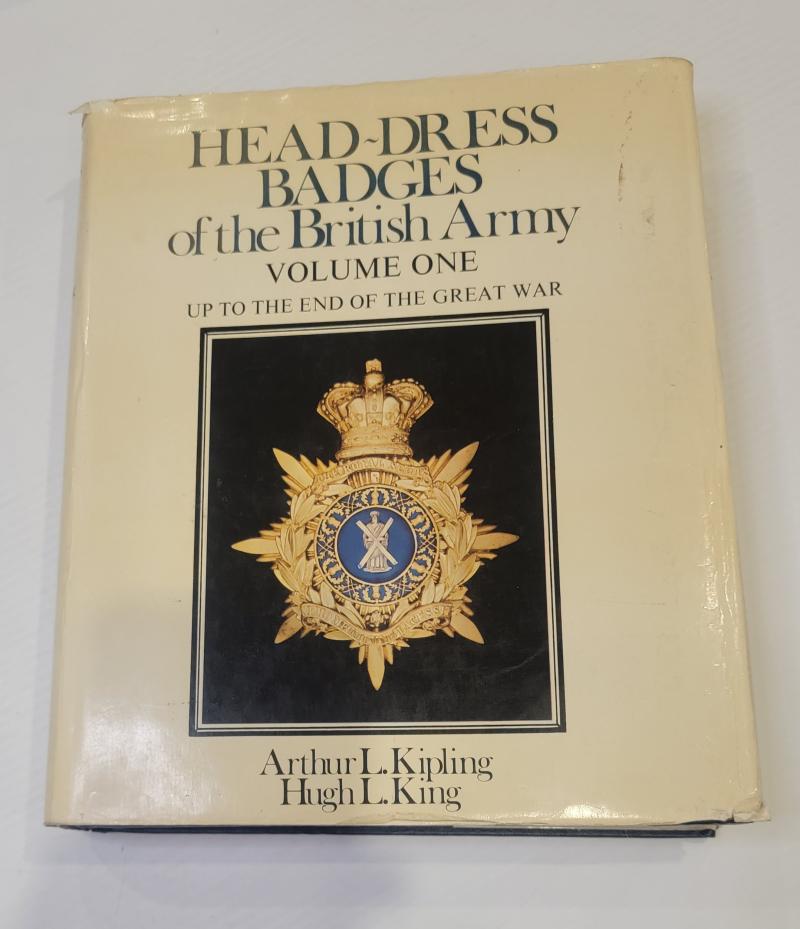 HEAD~DRESS
BADGES
of the British Army
VOLUME ONE
UP TO THE END OF THE GREAT WAR
Arthur L. Kipling
Hugh L. King